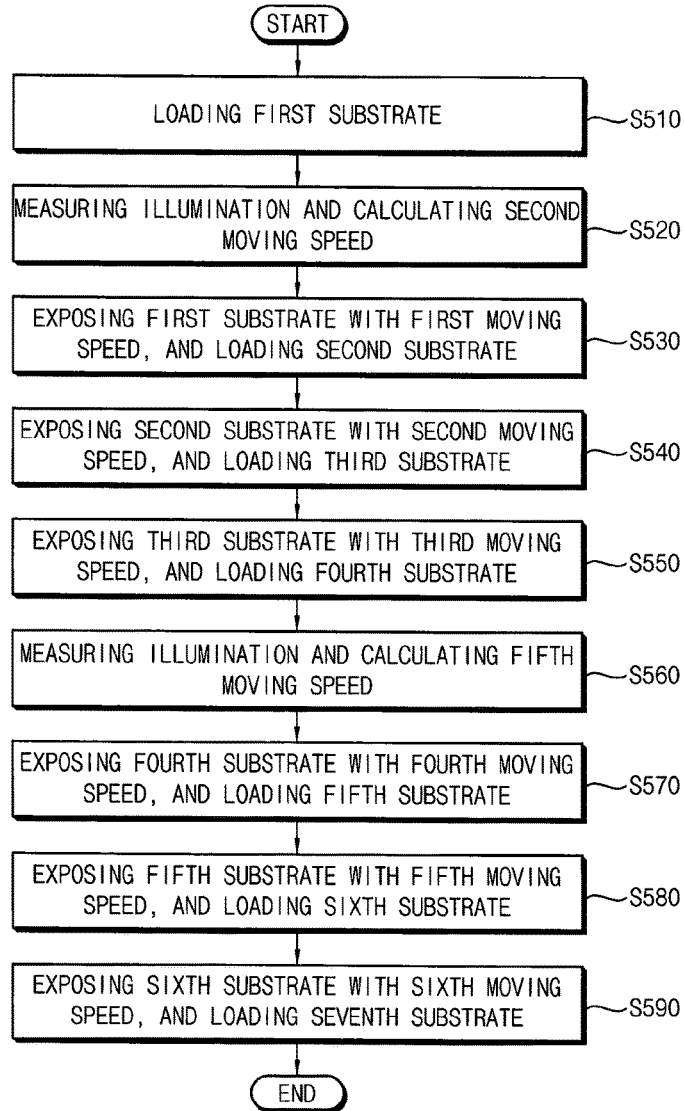 START
LOADING FIRST SUBSTRATE
S510
MEASURING ILLUMINATION AND CALCULATING SECOND
MOVING SPEED
S520
EXPOSING FIRST SUBSTRATE WITH FIRST MOVING
SPEED, AND LOADING SECOND SUBSTRATE
S530
EXPOSING SECOND SUBSTRATE WITH SECOND MOVING
SPEED, AND LOADING THIRD SUBSTRATE
S540
EXPOSING THIRD SUBSTRATE WITH THIRD MOVING
SPEED, AND LOADING FOURTH SUBSTRATE
S550
MEASURING ILLUMINATION AND CALCULATING FIFTH
MOVING SPEED
S560
EXPOSING FOURTH SUBSTRATE WITH FOURTH MOVING
SPEED, AND LOADING FIFTH SUBSTRATE
S570
EXPOSING FIFTH SUBSTRATE WITH FIFTH MOVING
SPEED, AND LOADING SIXTH SUBSTRATE
S580
EXPOSING SIXTH SUBSTRATE WITH SIXTH MOVING
SPEED, AND LOADING SEVENTH SUBSTRATE
S590
END